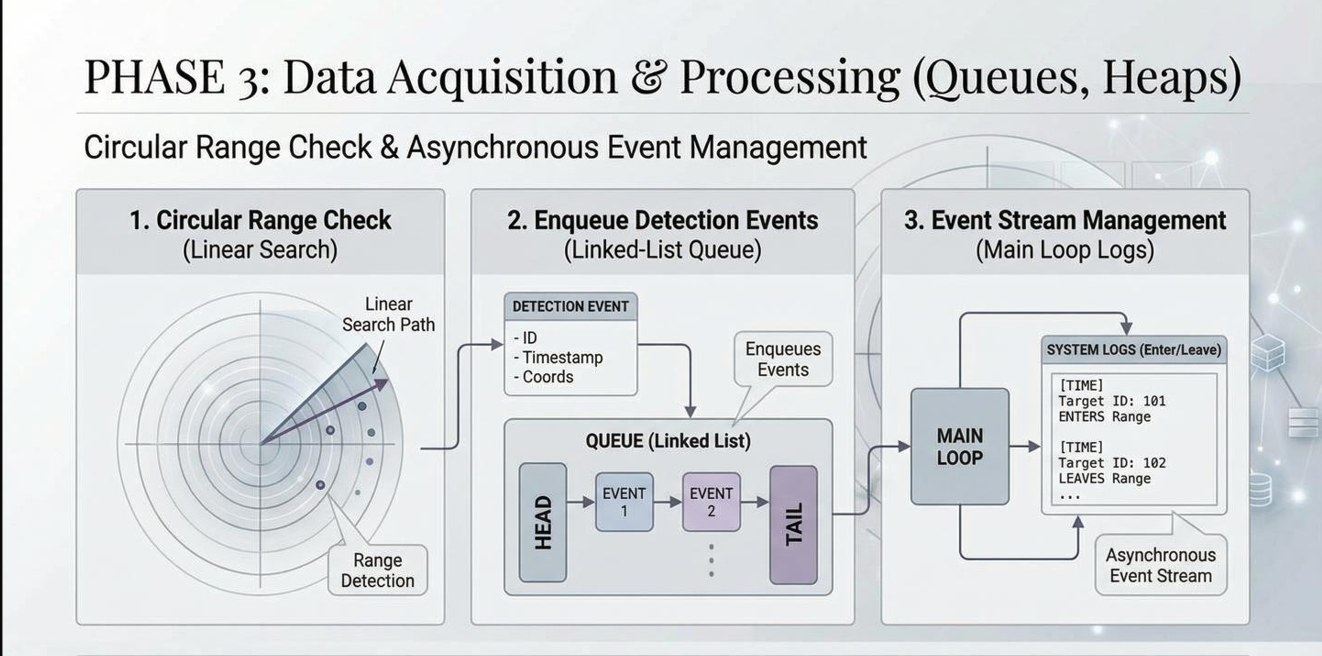 PHASE 3: Data Acquisition & Processing (Queues, Heaps)
Circular Range Check & Asynchronous Event Management
1. Circular Range Check
(Linear Search)
Linear
Search Path
Range
Detection
2. Enqueue Detection Events
(Linked-List Queue)
DETECTION EVENT
- ID
- Timestamp
- Coords
Enqueues
Events
QUEUE (Linked List)
HEAD
EVENT
1
EVENT
2
TAIL
3. Event Stream Management
(Main Loop Logs)
MAIN
LOOP
SYSTEM LOGS (Enter/Leave)
[TIME]
Target ID: 101
ENTERS Range
[TIME]
Target ID: 102
LEAVES Range
...
Asynchronous
Event Stream